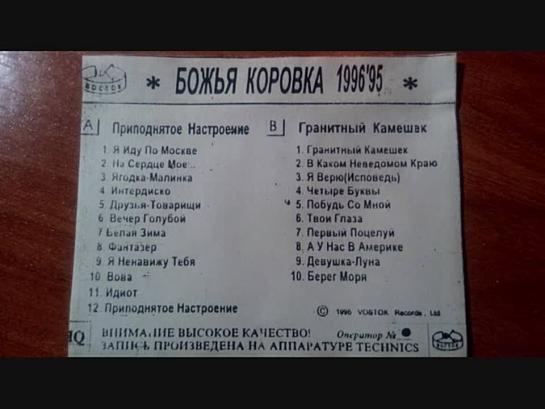 ВОСТОК
* БОЖЬЯ КОРОВКА 1996'95 *
A Приподнятое Настроение
1. Я Иду По Москве
2. На Сердце Мое...
3. Ягодка-Малинка
4. Интердиско
5. Друзья-Товарищи
6. Вечер Голубой
7. Белая Зима
8. Фантазер
9. Я Ненавижу Тебя
10. Вова
11. Идиот
12. Приподнятое Настроение
B Гранитный Камешек
1. Гранитный Камешек
2. В Каком Неведомом Краю
3. Я Верю(Исповедь)
4. Четыре Буквы
5. Побудь Со Мной
6. Твои Глаза
7. Первый Поцелуй
8. А У Нас В Америке
9. Девушка-Луна
10. Берег Моря
© 1996 VOSTOK Records. Ltd
HQ
ВНИМАНИЕ ВЫСОКОЕ КАЧЕСТВО! Оператор №
ЗАПИСЬ ПРОИЗВЕДЕНА НА АППАРАТУРЕ TECHNICS
ВОСТОК